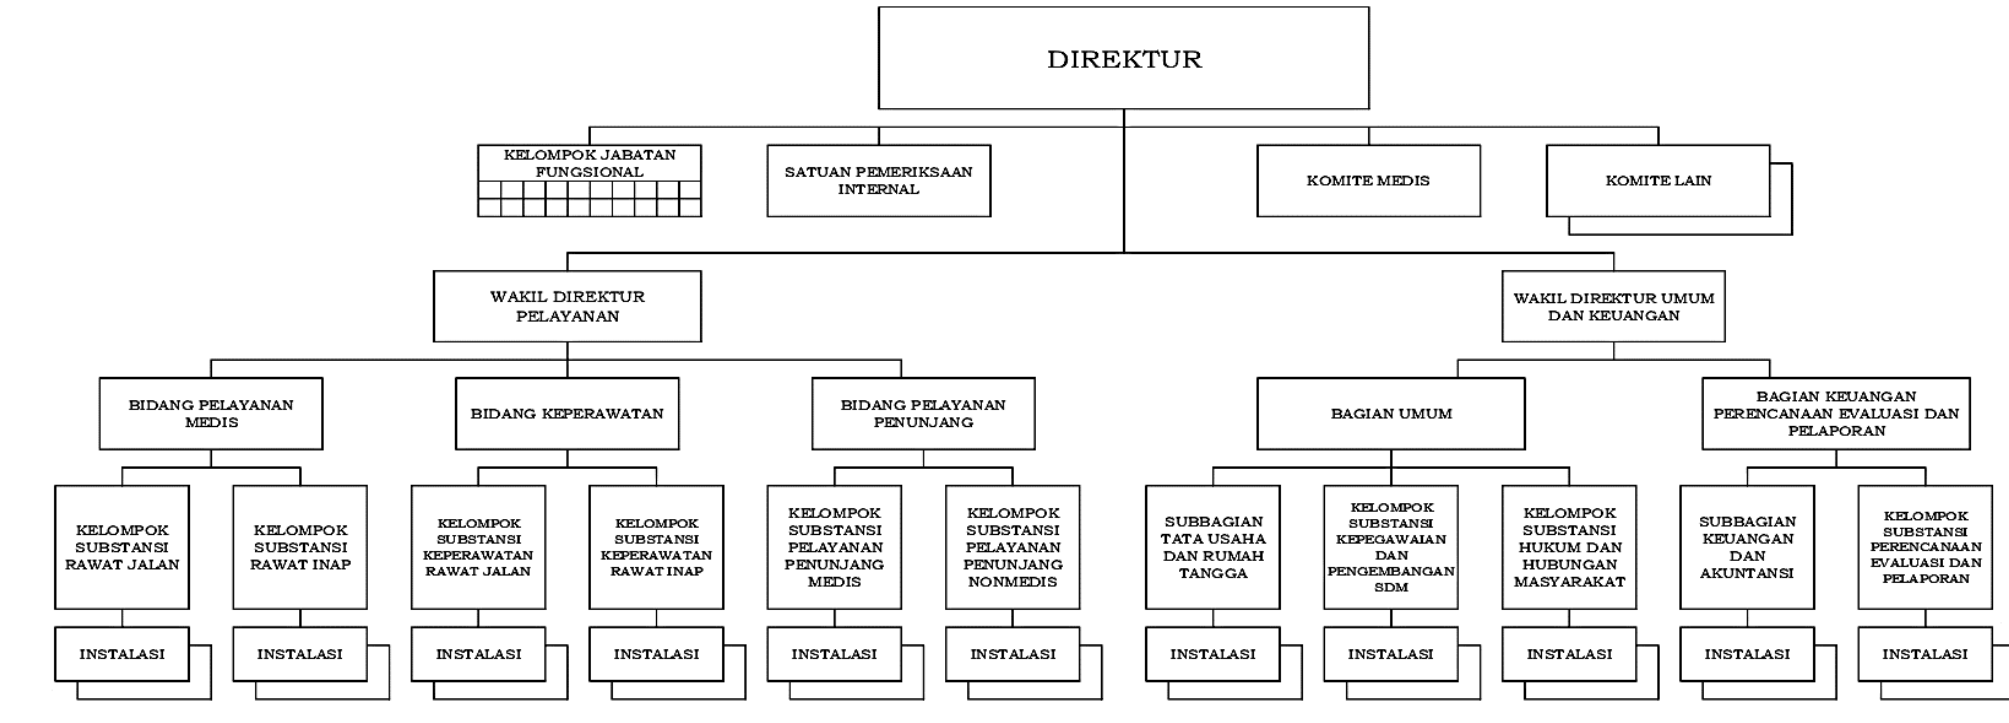 DIREKTUR
KELOMPOK JABATAN
FUNGSIONAL
SATUAN PEMERIKSAAN
INTERNAL
KOMITE MEDIS
KOMITE LAIN
WAKIL DIREKTUR
PELAYANAN
WAKIL DIREKTUR UMUM
DAN KEUANGAN
BIDANG PELAYANAN
MEDIS
BIDANG KEPERAWATAN
BIDANG PELAYANAN
PENUNJANG
BAGIAN UMUM
BAGIAN KEUANGAN
PERENCANAAN EVALUASI DAN
PELAPORAN
KELOMPOK
SUBSTANSI
RAWAT JALAN
KELOMPOK
SUBSTANSI
RAWAT INAP
KELOMPOK
SUBSTANSI
KEPERAWATAN
RAWAT JALAN
KELOMPOK
SUBSTANSI
KEPERAWATAN
RAWAT INAP
KELOMPOK
SUBSTANSI
PELAYANAN
PENUNJANG
MEDIS
KELOMPOK
SUBSTANSI
PELAYANAN
PENUNJANG
NONMEDIS
SUBBAGIAN
TATA USAHA
DAN RUMAH
TANGGA
KELOMPOK
SUBSTANSI
KEPEGAWAIAN
DAN
PENGEMBANGAN
SDM
KELOMPOK
SUBSTANSI
HUKUM DAN
HUBUNGAN
MASYARAKAT
SUBBAGIAN
KEUANGAN
DAN
AKUNTANSI
KELOMPOK
SUBSTANSI
PERENCANAAN
EVALUASI DAN
PELAPORAN
INSTALASI
INSTALASI
INSTALASI
INSTALASI
INSTALASI
INSTALASI
INSTALASI
INSTALASI
INSTALASI
INSTALASI
INSTALASI